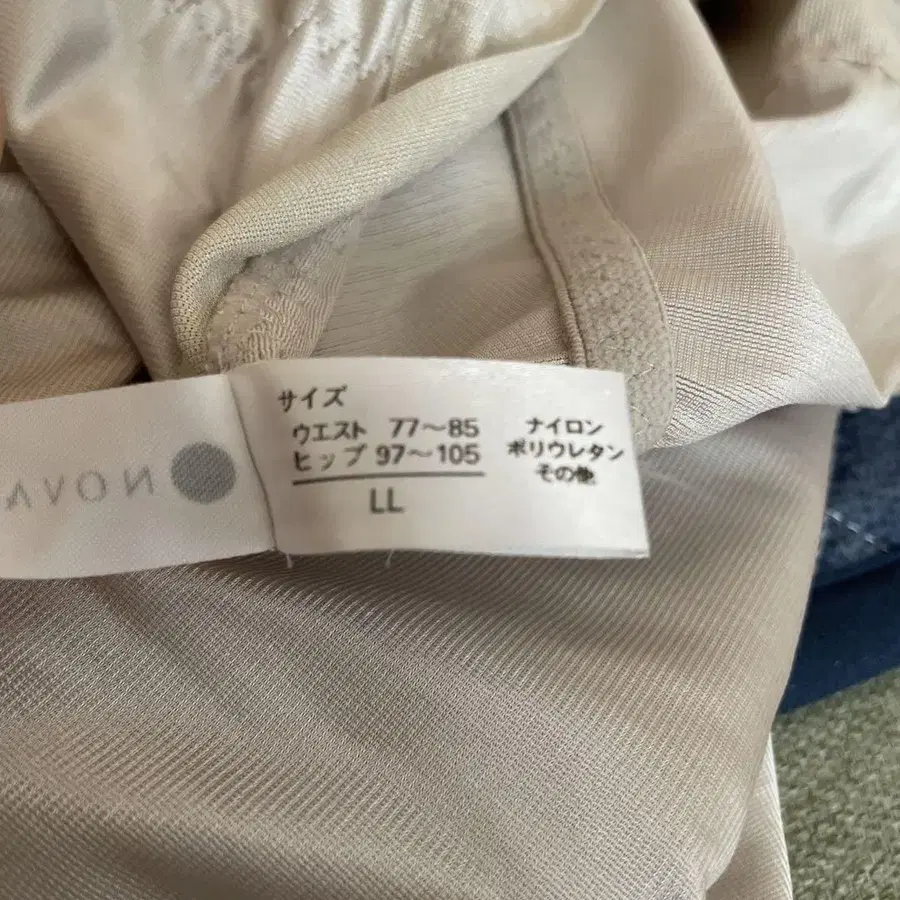 サイズ
ウエスト 77〜85
ヒップ 97〜105
LL
ナイロン
ポリウレタン
その他
NOVA